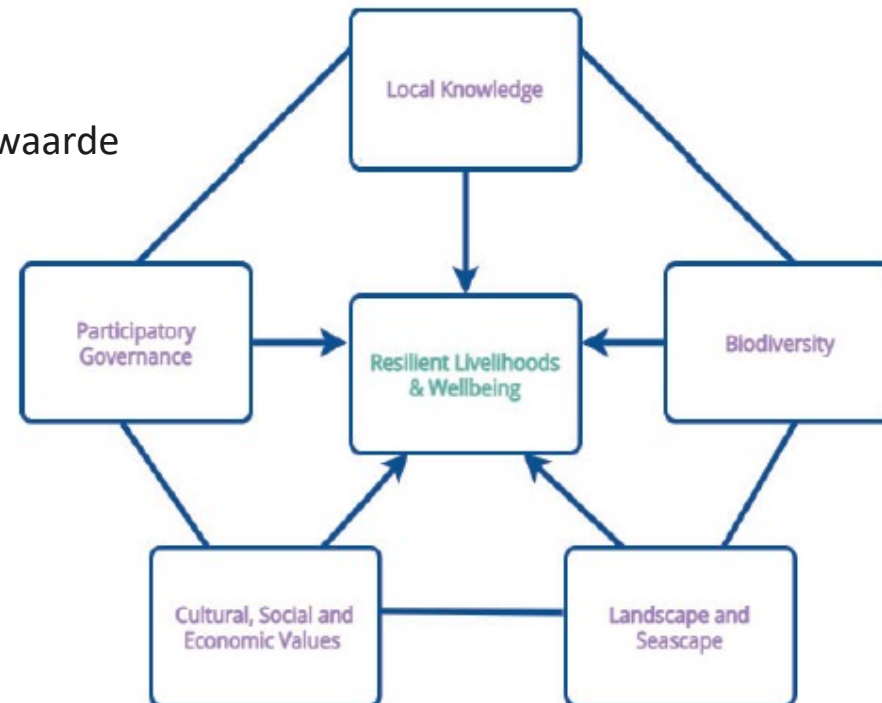 Local Knowledge
waarde
Participatory
Governance
Resilient Livelihoods
& Wellbeing
Biodiversity
Cultural, Social and
Economic Values
Landscape and
Seascape